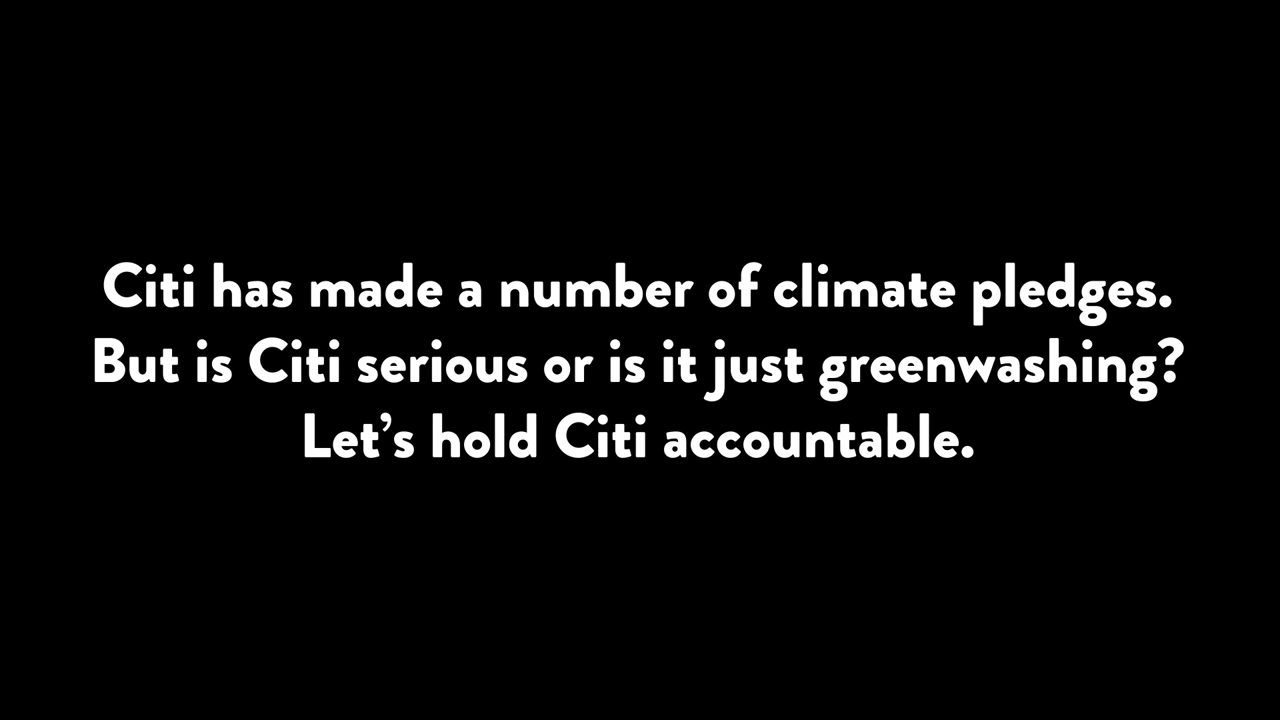 Citi has made a number of climate pledges.
But is Citi serious or is it just greenwashing?
Let’s hold Citi accountable.